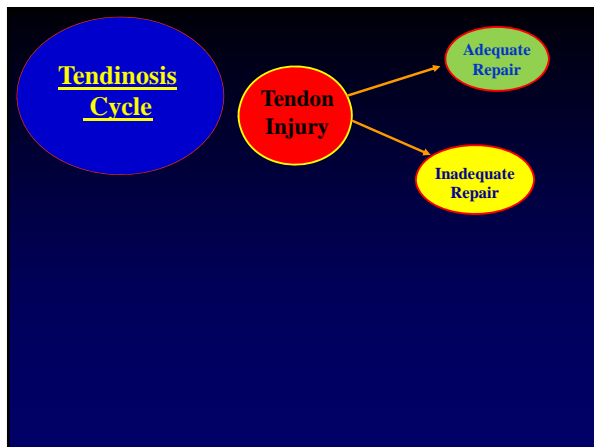 Tendinosis
Cycle
Tendon
Injury
Adequate
Repair
Inadequate
Repair